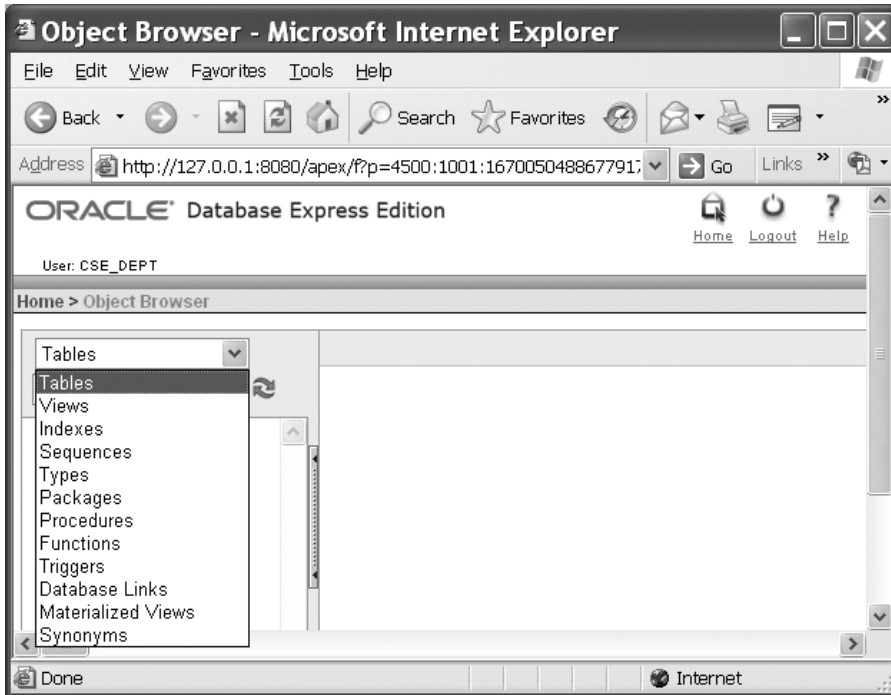 Object Browser - Microsoft Internet Explorer
File Edit View Favorites Tools Help
Back Search Favorites
Address http://127.0.0.1:8080/apex/f?p=4500:1001:1670050488677917 Go Links
ORACLE Database Express Edition
Home Logout Help
User: CSE_DEPT
Home > Object Browser
Tables
Tables
Views
Indexes
Sequences
Types
Packages
Procedures
Functions
Triggers
Database Links
Materialized Views
Synonyms
Done Internet